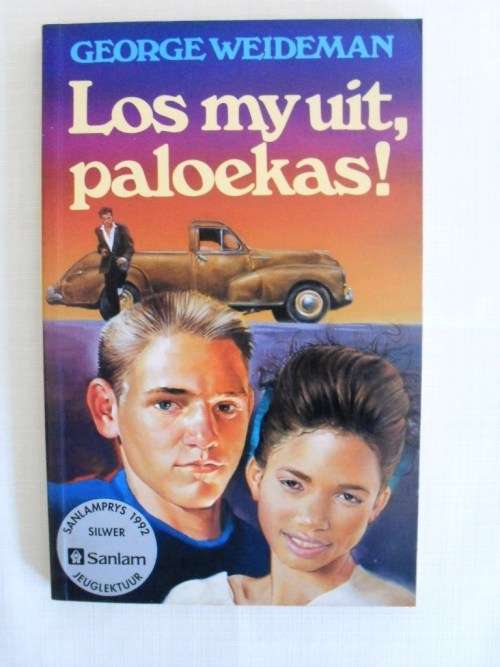 GEORGE WEIDEMAN
Los my uit,
paloekas!
SANLAMPRYS 1992
SILWER
Sanlam
JEUGLEKTUUR